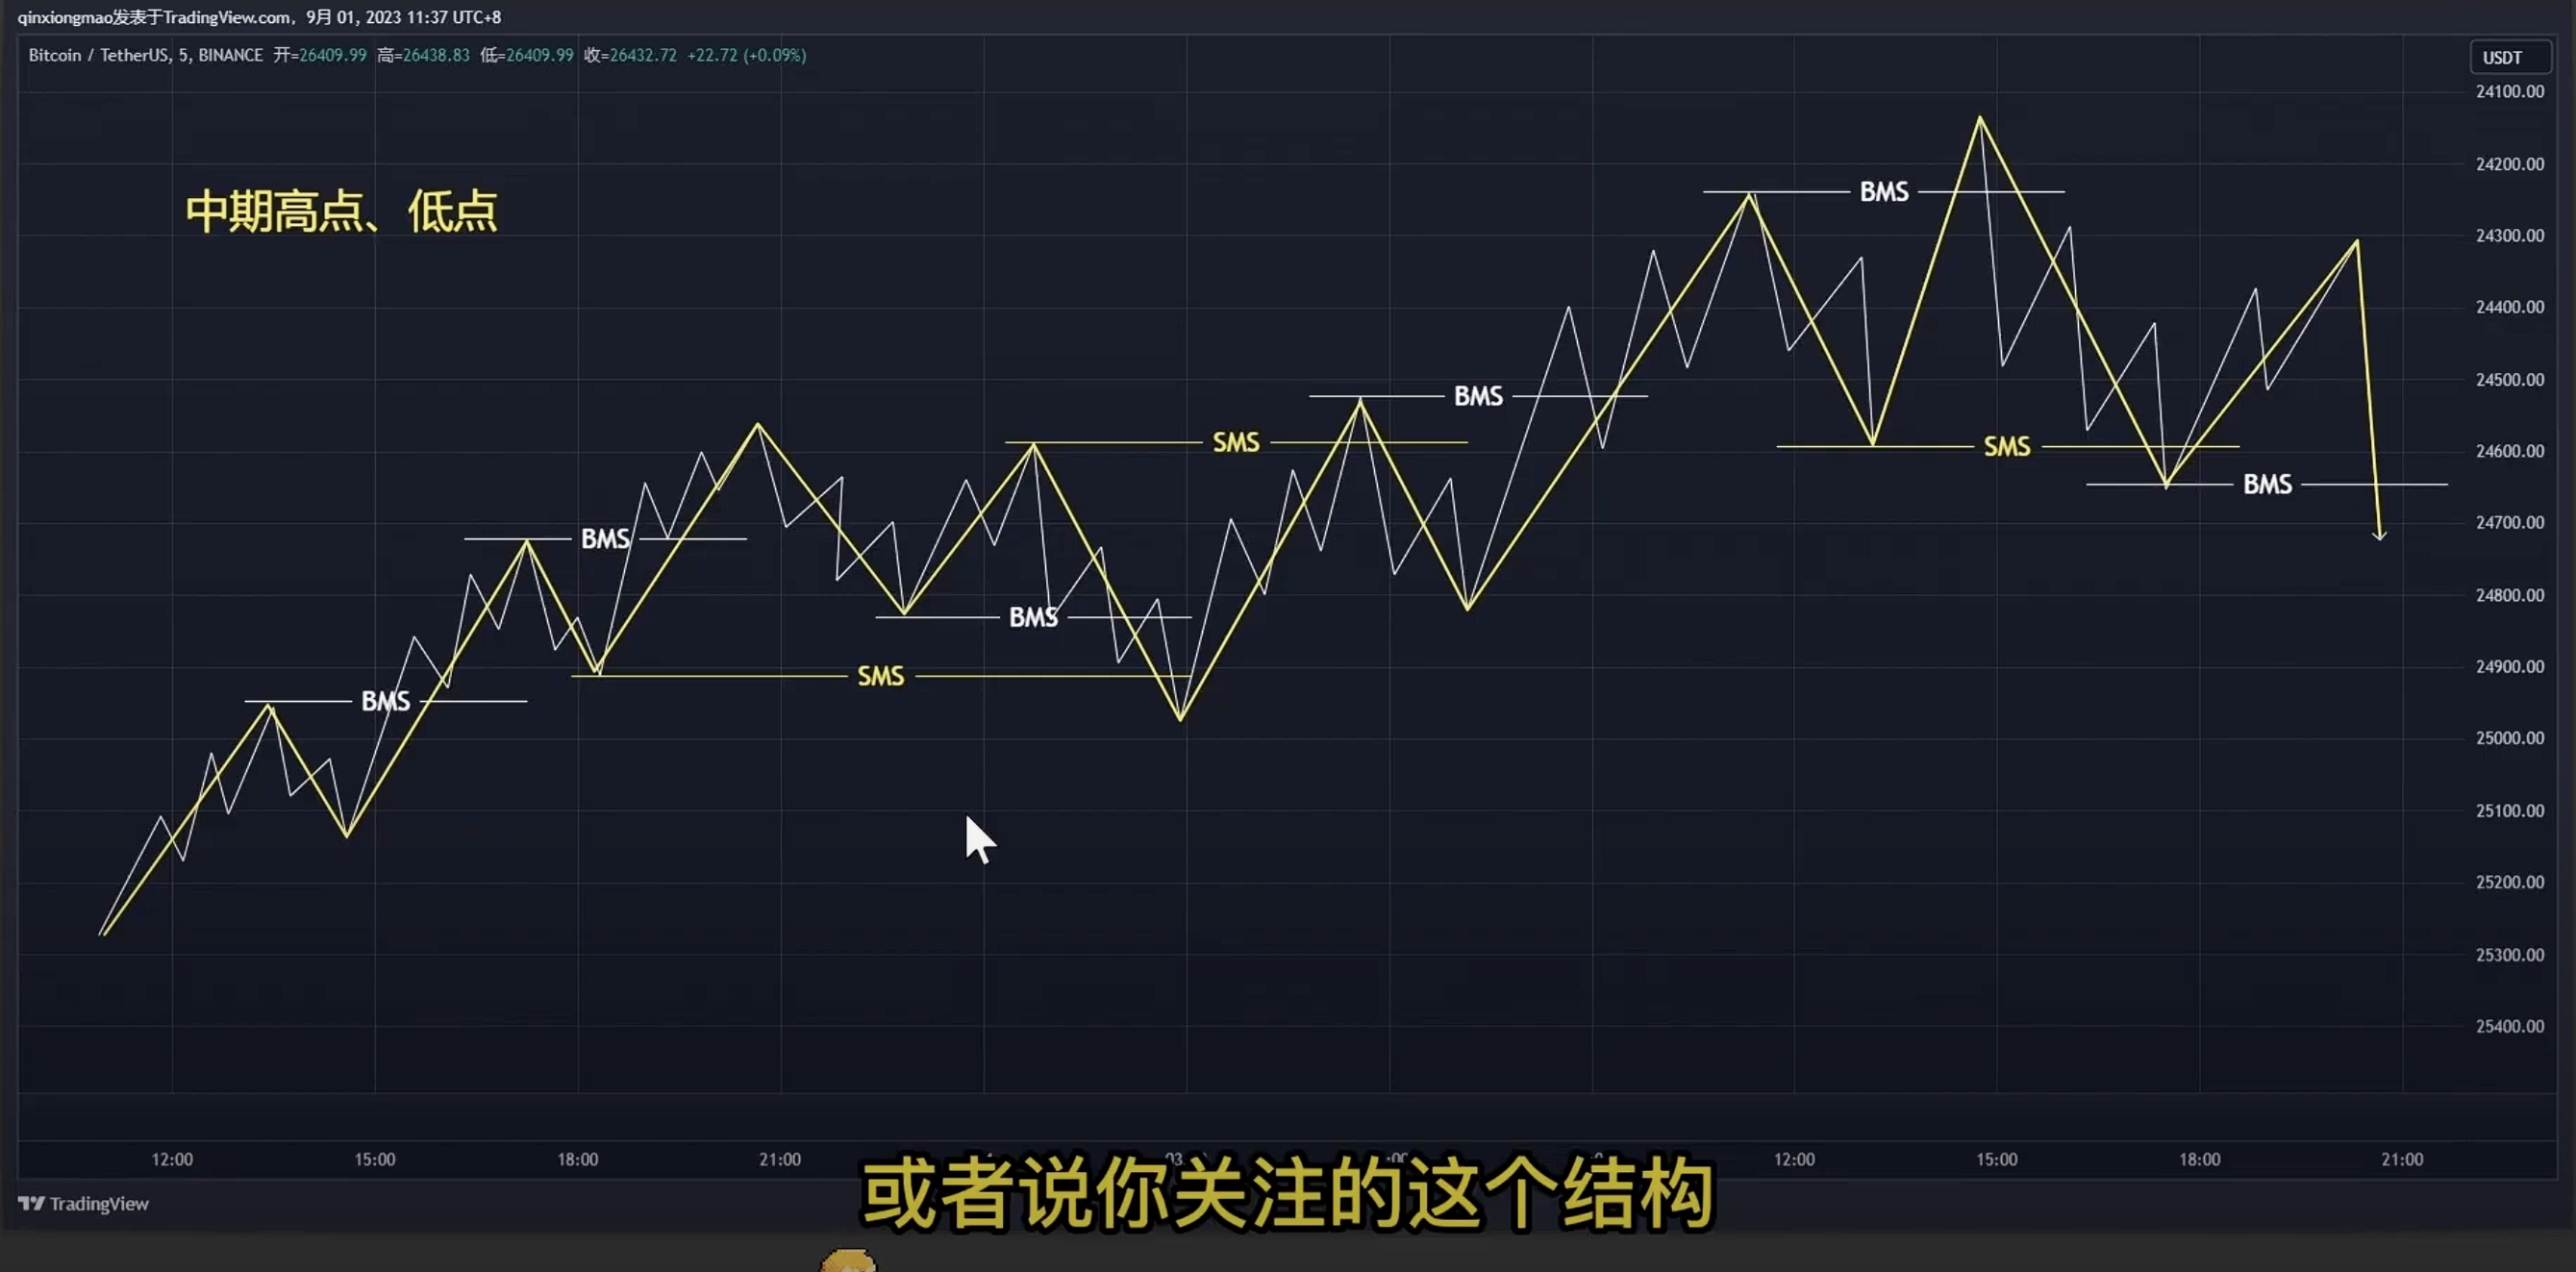 qinxiongmao发表于TradingView.com，9月 01, 2023 11:37 UTC+8
Bitcoin / TetherUS, 5, BINANCE 开=26409.99 高=26438.83 低=26409.99 收=26432.72 +22.72 (+0.09%)
USDT
24100.00
24200.00
24300.00
24400.00
24500.00
24600.00
24700.00
24800.00
24900.00
25000.00
25100.00
25200.00
25300.00
25400.00
中期高点、低点
BMS
BMS
SMS
BMS
SMS
BMS
BMS
SMS
BMS
12:00 15:00 18:00 21:00 12:00 15:00 18:00 21:00
TradingView
或者说你关注的这个结构